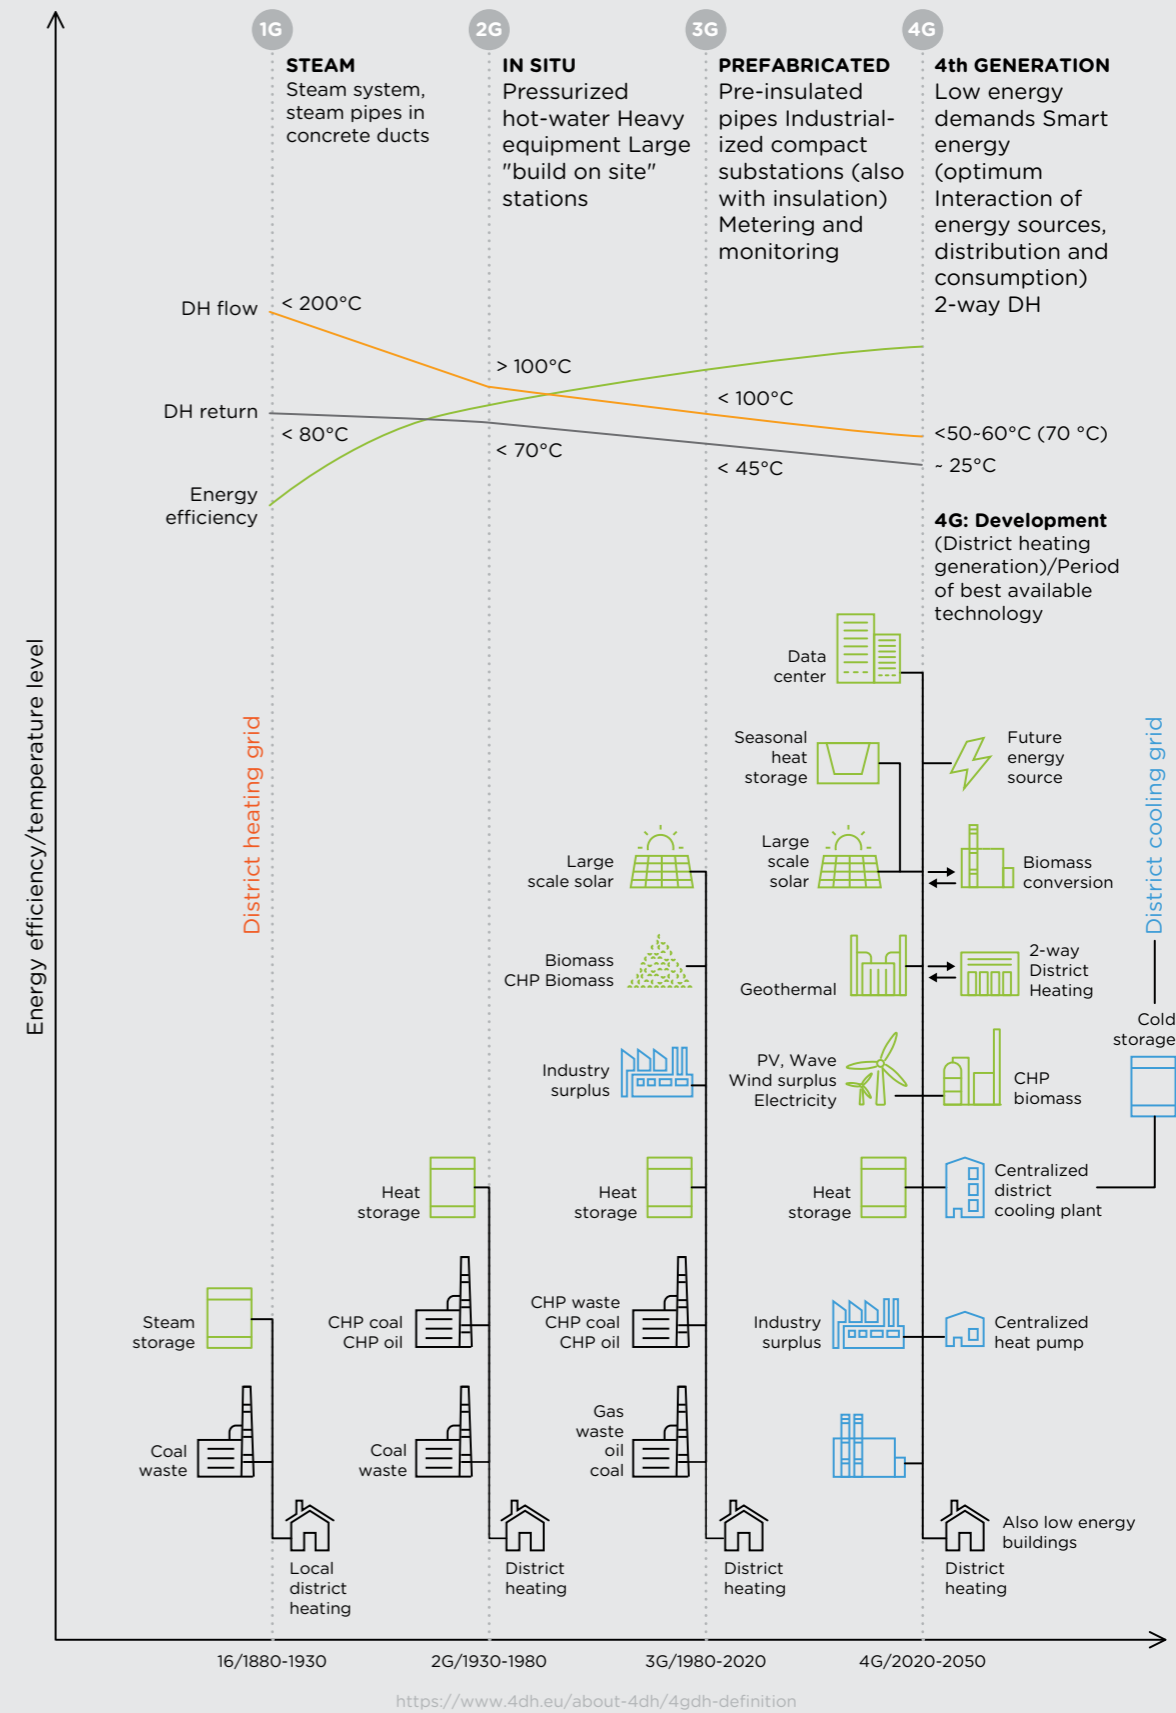 1G
2G
3G
4G
STEAM
Steam system,
steam pipes in
concrete ducts
IN SITU
Pressurized
hot-water Heavy
equipment Large
"build on site"
stations
PREFABRICATED
Pre-insulated
pipes Industrial-
ized compact
substations (also
with insulation)
Metering and
monitoring
4th GENERATION
Low energy
demands Smart
energy
(optimum
Interaction of
energy sources,
distribution and
consumption)
2-way DH
DH flow
< 200°C
> 100°C
< 100°C
<50~60°C (70 °C)
DH return
< 80°C
< 70°C
< 45°C
~ 25°C
Energy
efficiency
4G: Development
(District heating
generation)/Period
of best available
technology
Energy efficiency/temperature level
District heating grid
District cooling grid
Data
center
Seasonal
heat
storage
Future
energy
source
Large
scale solar
Large
scale
solar
Biomass
conversion
Biomass
CHP Biomass
Geothermal
2-way
District
Heating
Cold
storage
Industry
surplus
PV, Wave
Wind surplus
Electricity
CHP
biomass
Heat
storage
Heat
storage
Heat
storage
Centralized
district
cooling plant
Steam
storage
CHP coal
CHP oil
CHP waste
CHP coal
CHP oil
Industry
surplus
Centralized
heat pump
Coal
waste
Coal
waste
Gas
waste
oil
coal
Local
district
heating
District
heating
District
heating
District
heating
Also low energy
buildings
16/1880-1930
2G/1930-1980
3G/1980-2020
4G/2020-2050
https://www.4dh.eu/about-4dh/4gdh-definition